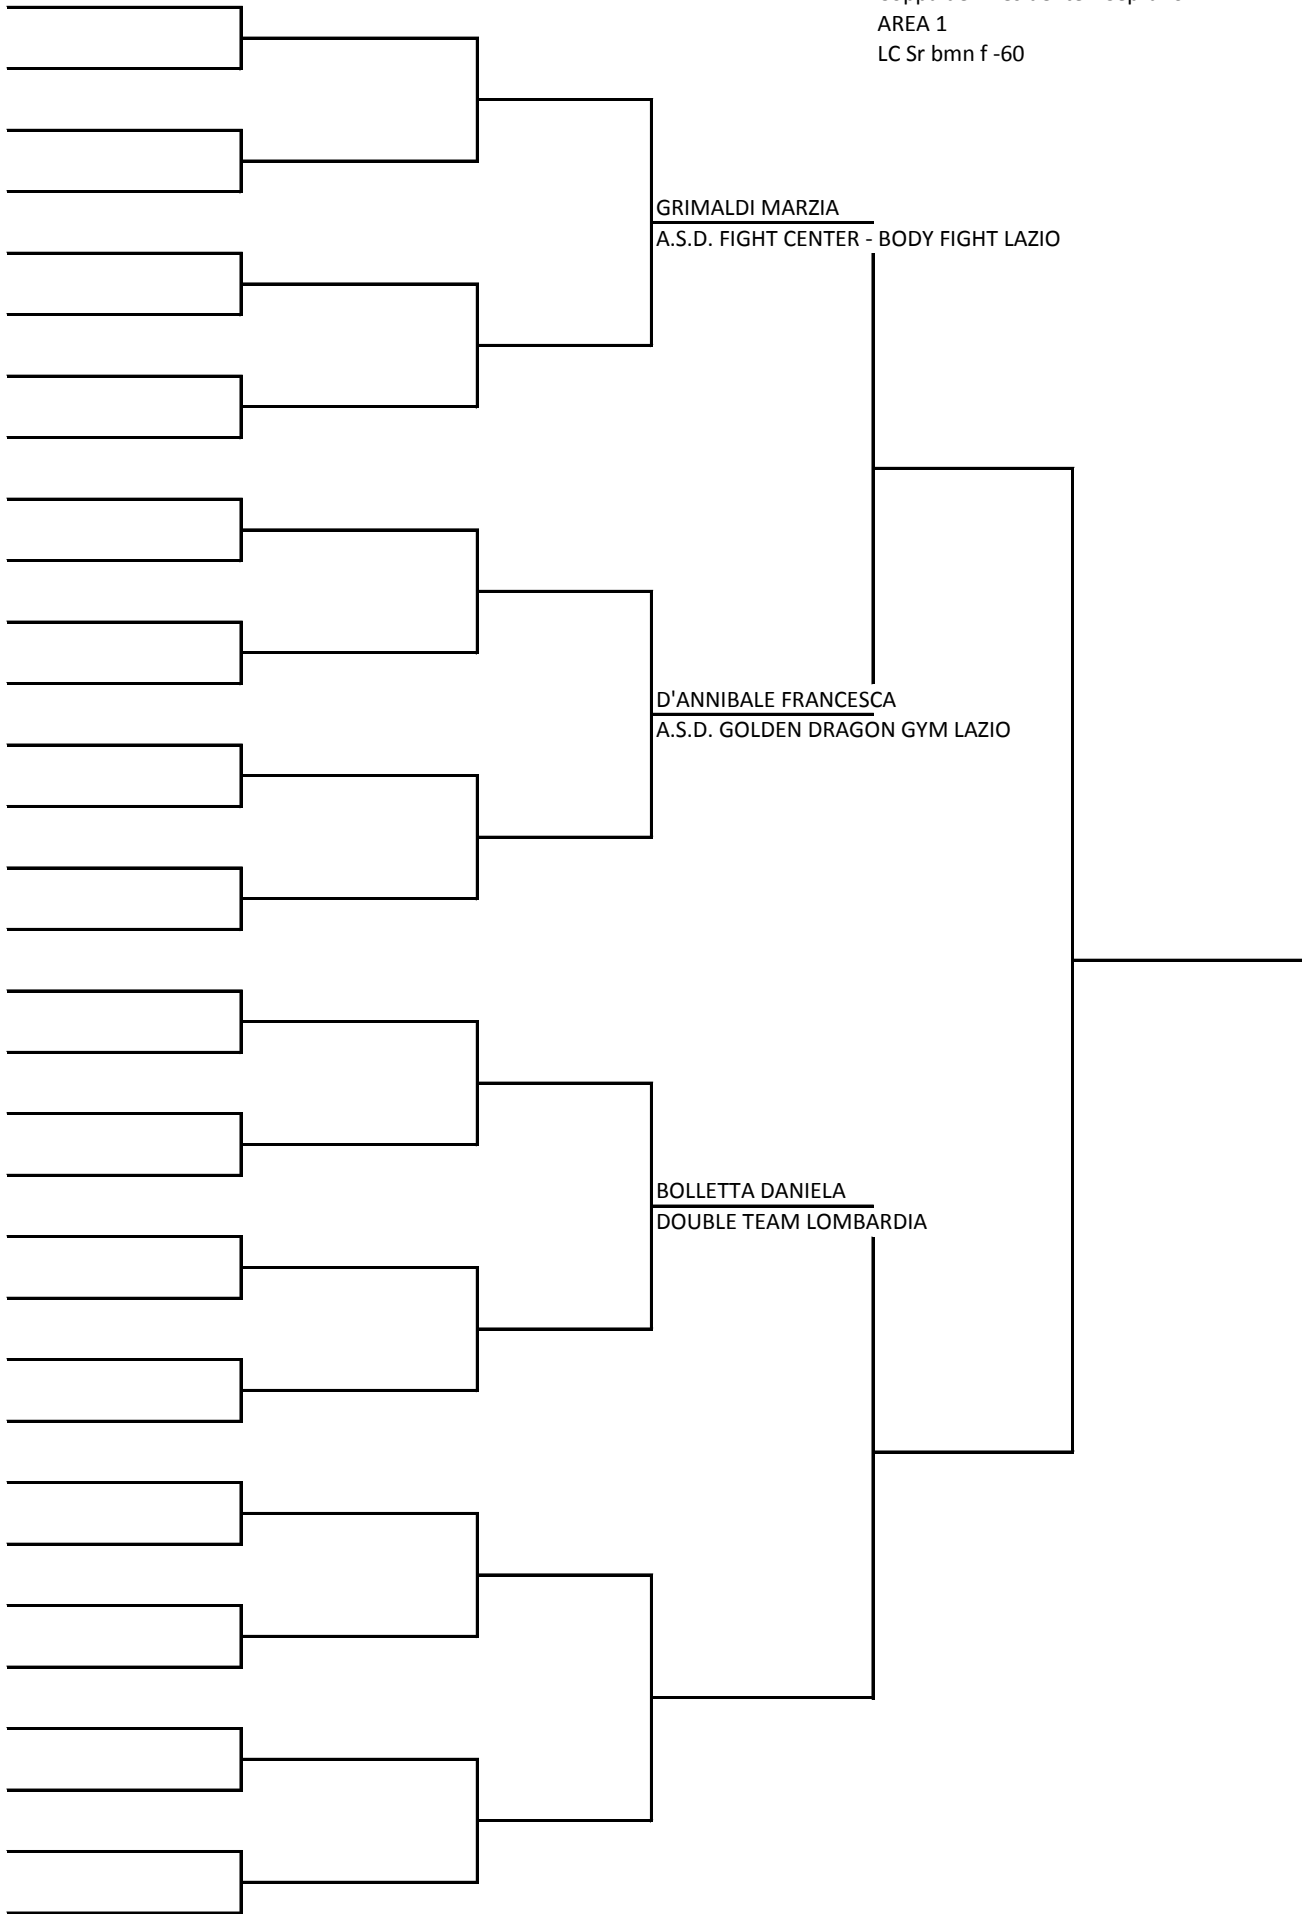 AREA 1
LC Sr bmn f -60
GRIMALDI MARZIA
A.S.D. FIGHT CENTER - BODY FIGHT LAZIO
D'ANNIBALE FRANCESCA
A.S.D. GOLDEN DRAGON GYM LAZIO
BOLLETTA DANIELA
DOUBLE TEAM LOMBARDIA